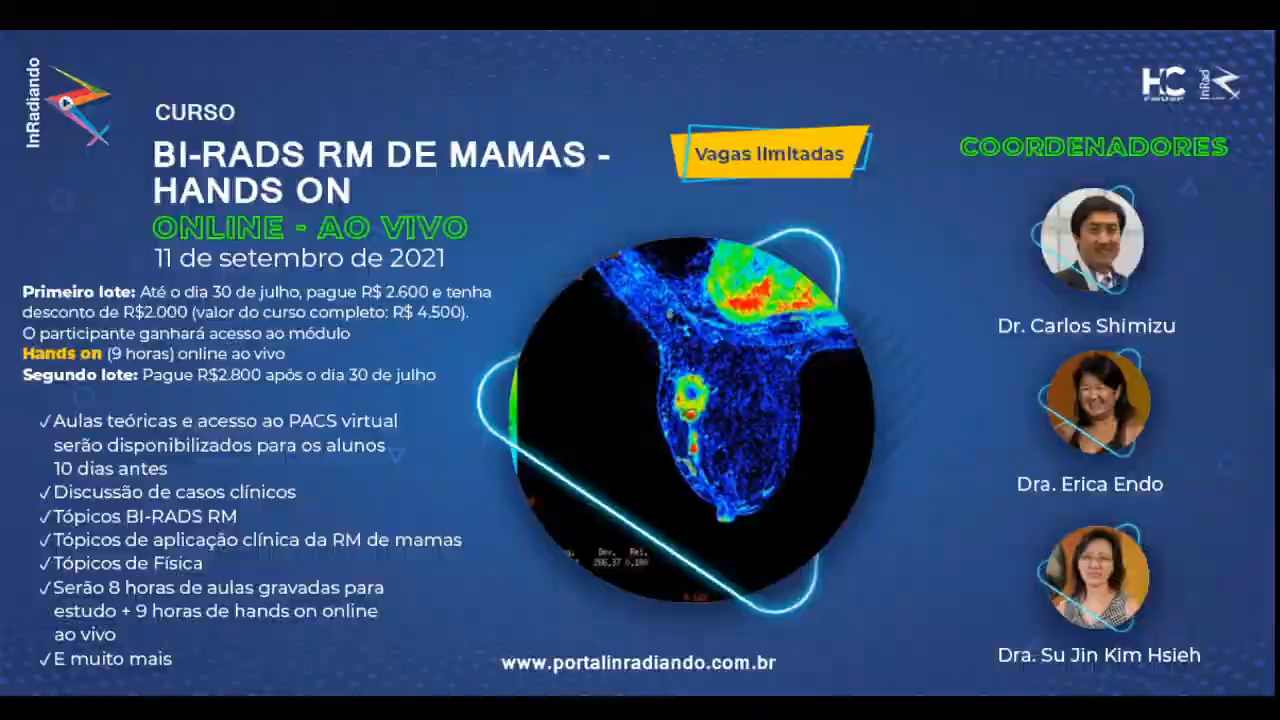 InRadiando
CURSO
BI-RADS RM DE MAMAS -
HANDS ON
ONLINE - AO VIVO
11 de setembro de 2021
Primeiro lote: Até o dia 30 de julho, pague R$ 2.600 e tenha
desconto de R$2.000 (valor do curso completo: R$ 4.500).
O participante ganhará acesso ao módulo
Hands on (9 horas) online ao vivo
Segundo lote: Pague R$2.800 após o dia 30 de julho
✓Aulas teóricas e acesso ao PACS virtual
serão disponibilizados para os alunos
10 dias antes
✓Discussão de casos clínicos
✓Tópicos BI-RADS RM
✓Tópicos de aplicação clínica da RM de mamas
✓Tópicos de Física
✓Serão 8 horas de aulas gravadas para
estudo + 9 horas de hands on online
ao vivo
✓E muito mais
Vagas limitadas
www.portalinradiando.com.br
HC
InRad
COORDENADORES
Dr. Carlos Shimizu
Dra. Erica Endo
Dra. Su Jin Kim Hsieh